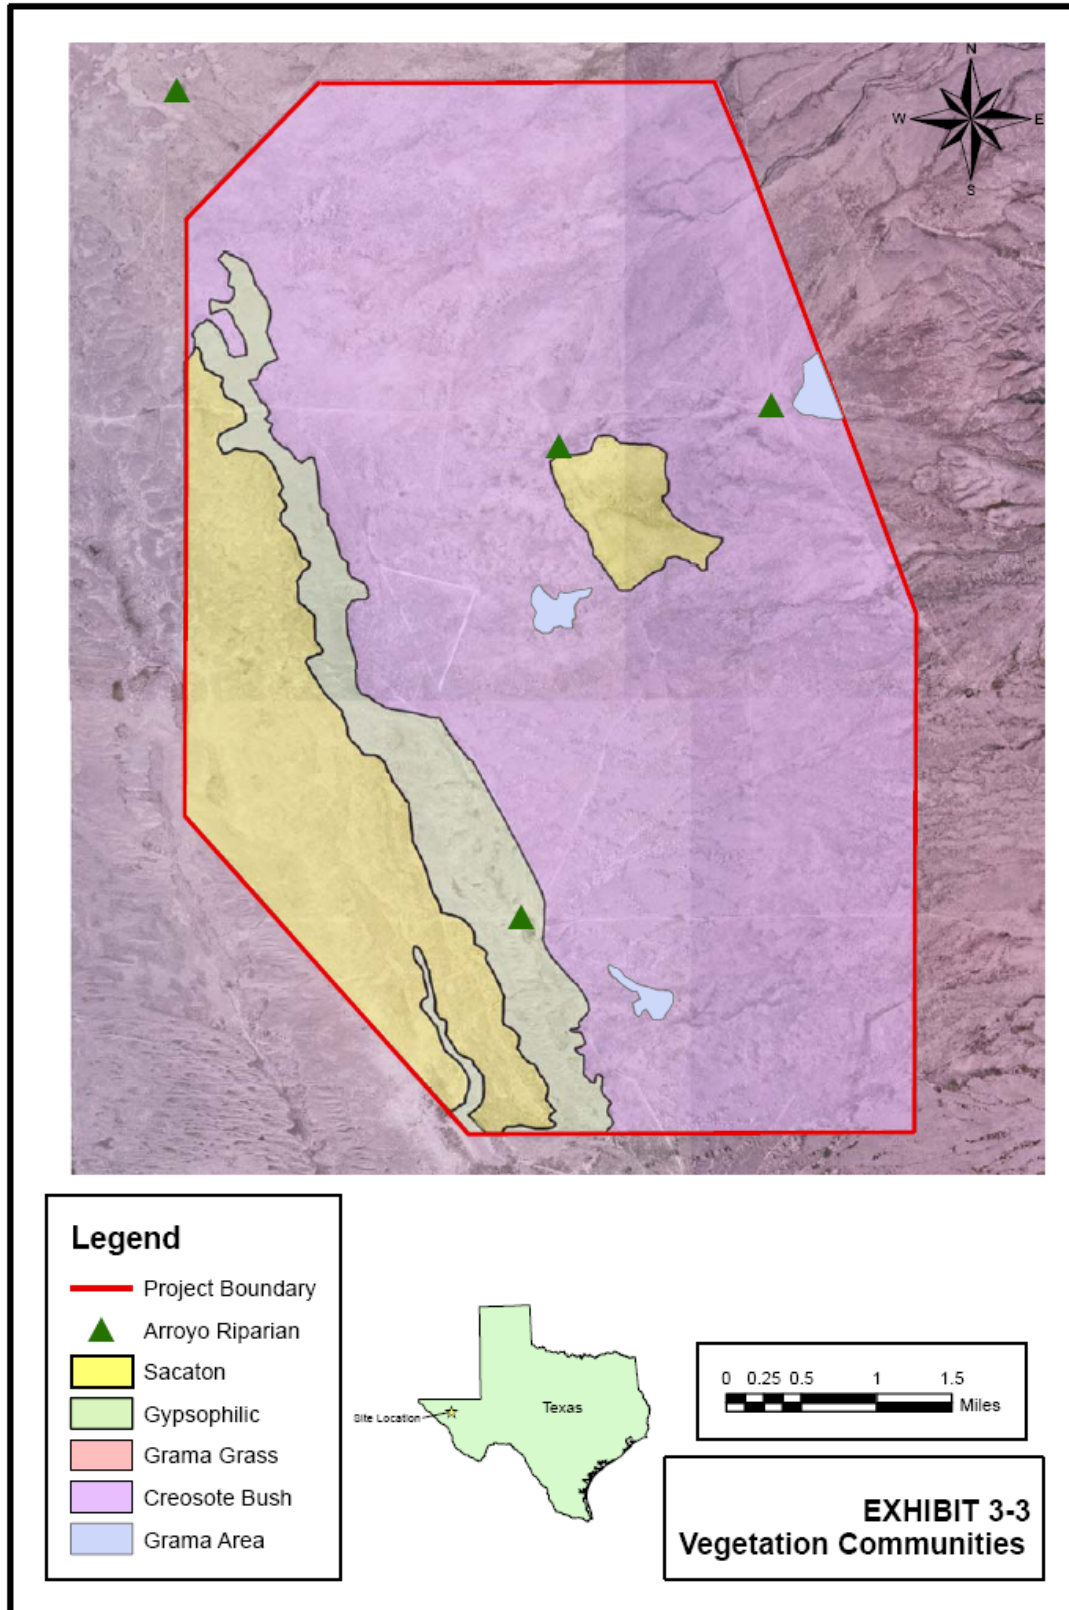 N
W
E
S
Legend
Project Boundary
Arroyo Riparian
Sacaton
Gypsophilic
Grama Grass
Creosote Bush
Grama Area
Site Location
Texas
0 0.25 0.5 1 1.5
Miles
EXHIBIT 3-3
Vegetation Communities